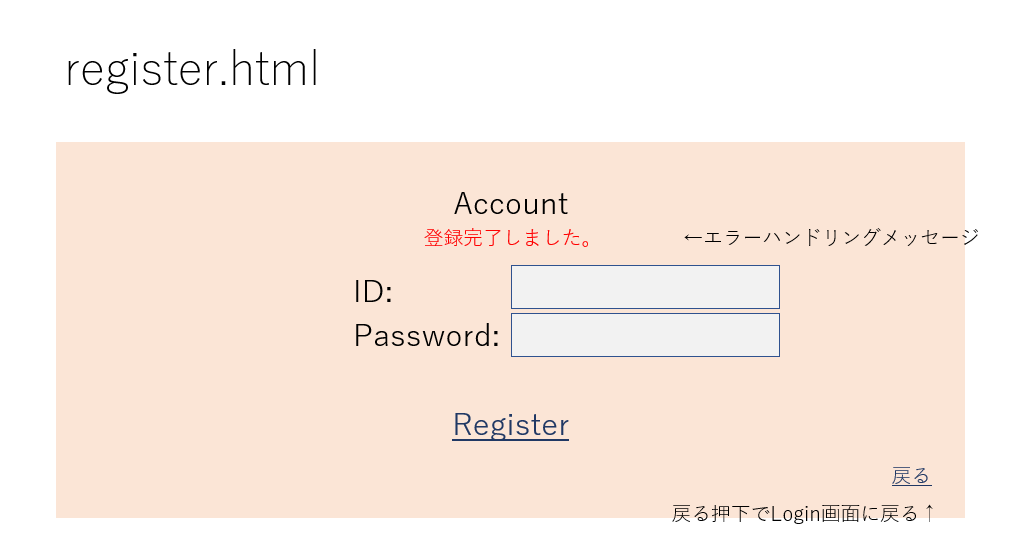 register.html
Account
登録完了しました。 ←エラーハンドリングメッセージ
ID:
Password:
Register
戻る
戻る押下でLogin画面に戻る↑